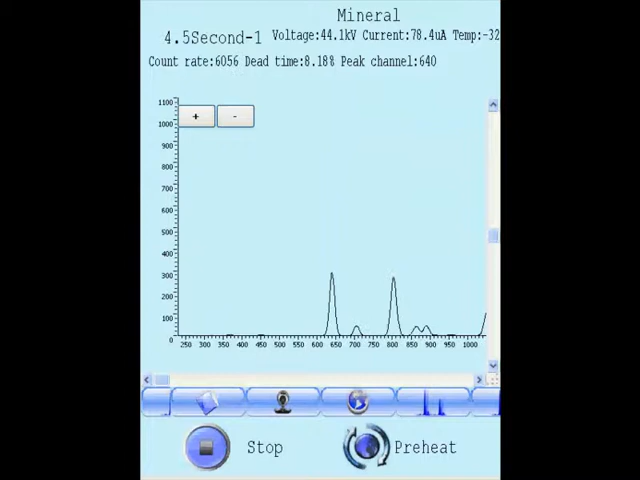 Mineral
4.5Second-1 Voltage:44.1kV Current:78.4uA Temp:-32
Count rate:6056 Dead time:8.18% Peak channel:640
+ -
1100
1000
900
800
700
600
500
400
300
200
100
0
250 300 350 400 450 500 550 600 650 700 750 800 850 900 950 1000
Stop Preheat